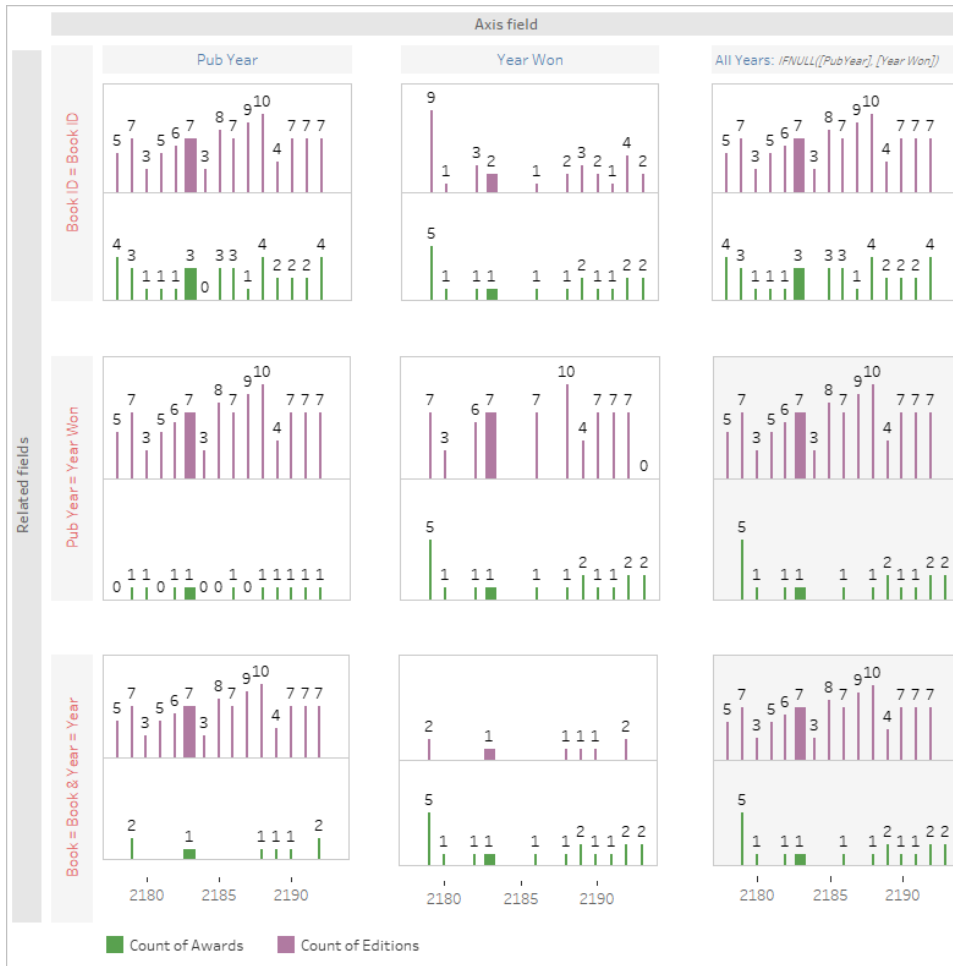 Axis field
Related fields
Pub Year
Year Won
All Years: IFNULL([PubYear], [Year Won])
Book ID = Book ID
5 7 3 5 6 7 3 8 7 9 10 4 7 7 7
4 3 1 1 1 3 0 3 3 1 4 2 2 2 4
9 1 3 2 1 2 3 2 1 4 2
5 1 1 1 1 1 2 1 1 2 2
5 7 3 5 6 7 3 8 7 9 10 4 7 7 7
4 3 1 1 1 3 3 3 1 4 2 2 2 4
Pub Year = Year Won
5 7 3 5 6 7 3 8 7 9 10 4 7 7 7
0 1 1 0 1 1 0 0 1 0 1 1 1 1 1
7 3 6 7 7 10 4 7 7 7 0
5 1 1 1 1 1 2 1 1 2 2
5 7 3 5 6 7 3 8 7 9 10 4 7 7 7
5 1 1 1 1 1 2 1 1 2 2
Book = Book & Year = Year
5 7 3 5 6 7 3 8 7 9 10 4 7 7 7
2 1 1 1 1 2
2 1 1 1 1 2
5 1 1 1 1 1 2 1 1 2 2
5 7 3 5 6 7 3 8 7 9 10 4 7 7 7
5 1 1 1 1 1 2 1 1 2 2
2180 2185 2190
2180 2185 2190
2180 2185 2190
Count of Awards
Count of Editions